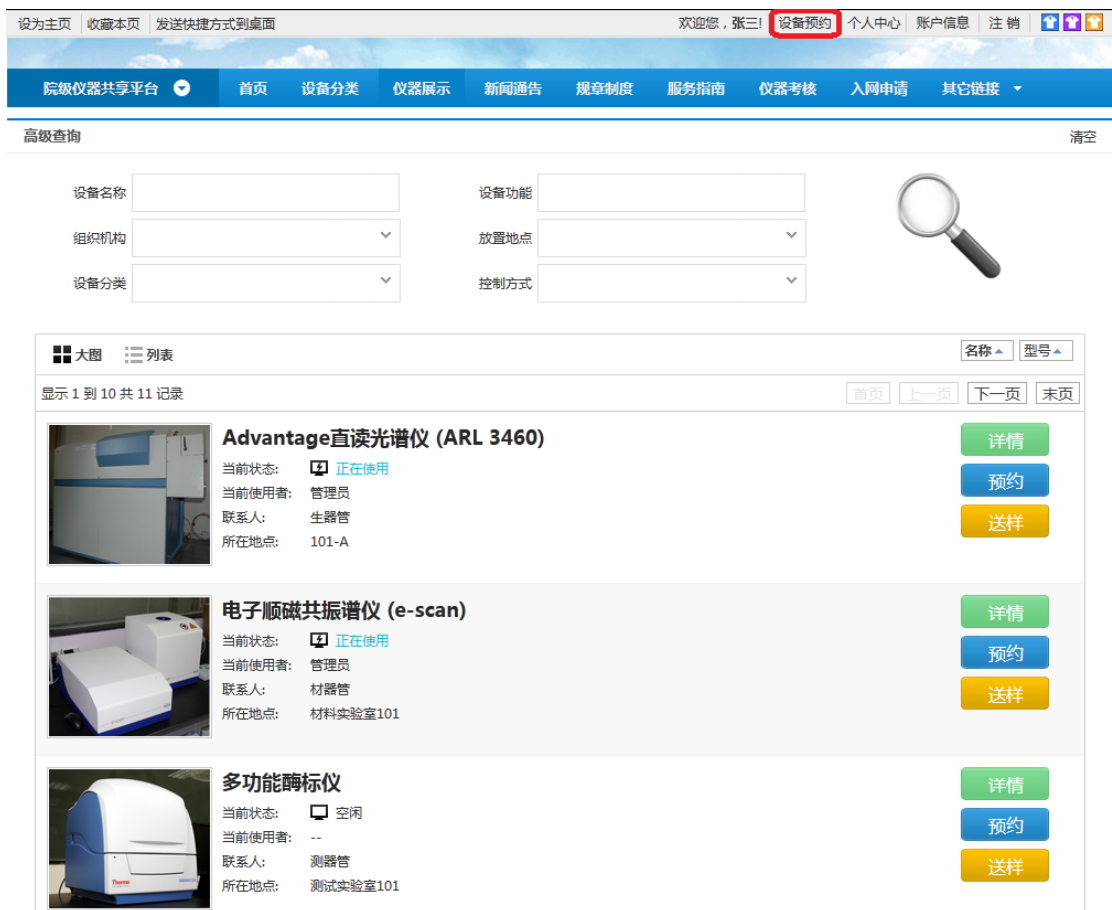 设为主页 收藏本页 发送快捷方式到桌面 欢迎您，张三! 设备预约 个人中心 账户信息 注 销
院级仪器共享平台 首页 设备分类 仪器展示 新闻通告 规章制度 服务指南 仪器考核 入网申请 其它链接
高级查询 清空
设备名称 设备功能
组织机构 放置地点
设备分类 控制方式
大图 列表 名称 型号
显示 1 到 10 共 11 记录 首页 上一页 下一页 末页
Advantage直读光谱仪 (ARL 3460) 详情
当前状态: 正在使用
当前使用者: 管理员 预约
联系人: 生器管 送样
所在地点: 101-A
电子顺磁共振谱仪 (e-scan) 详情
当前状态: 正在使用
当前使用者: 管理员 预约
联系人: 材器管 送样
所在地点: 材料实验室101
多功能酶标仪 详情
当前状态: 空闲
当前使用者: -- 预约
联系人: 测器管 送样
所在地点: 测试实验室101
Thermo